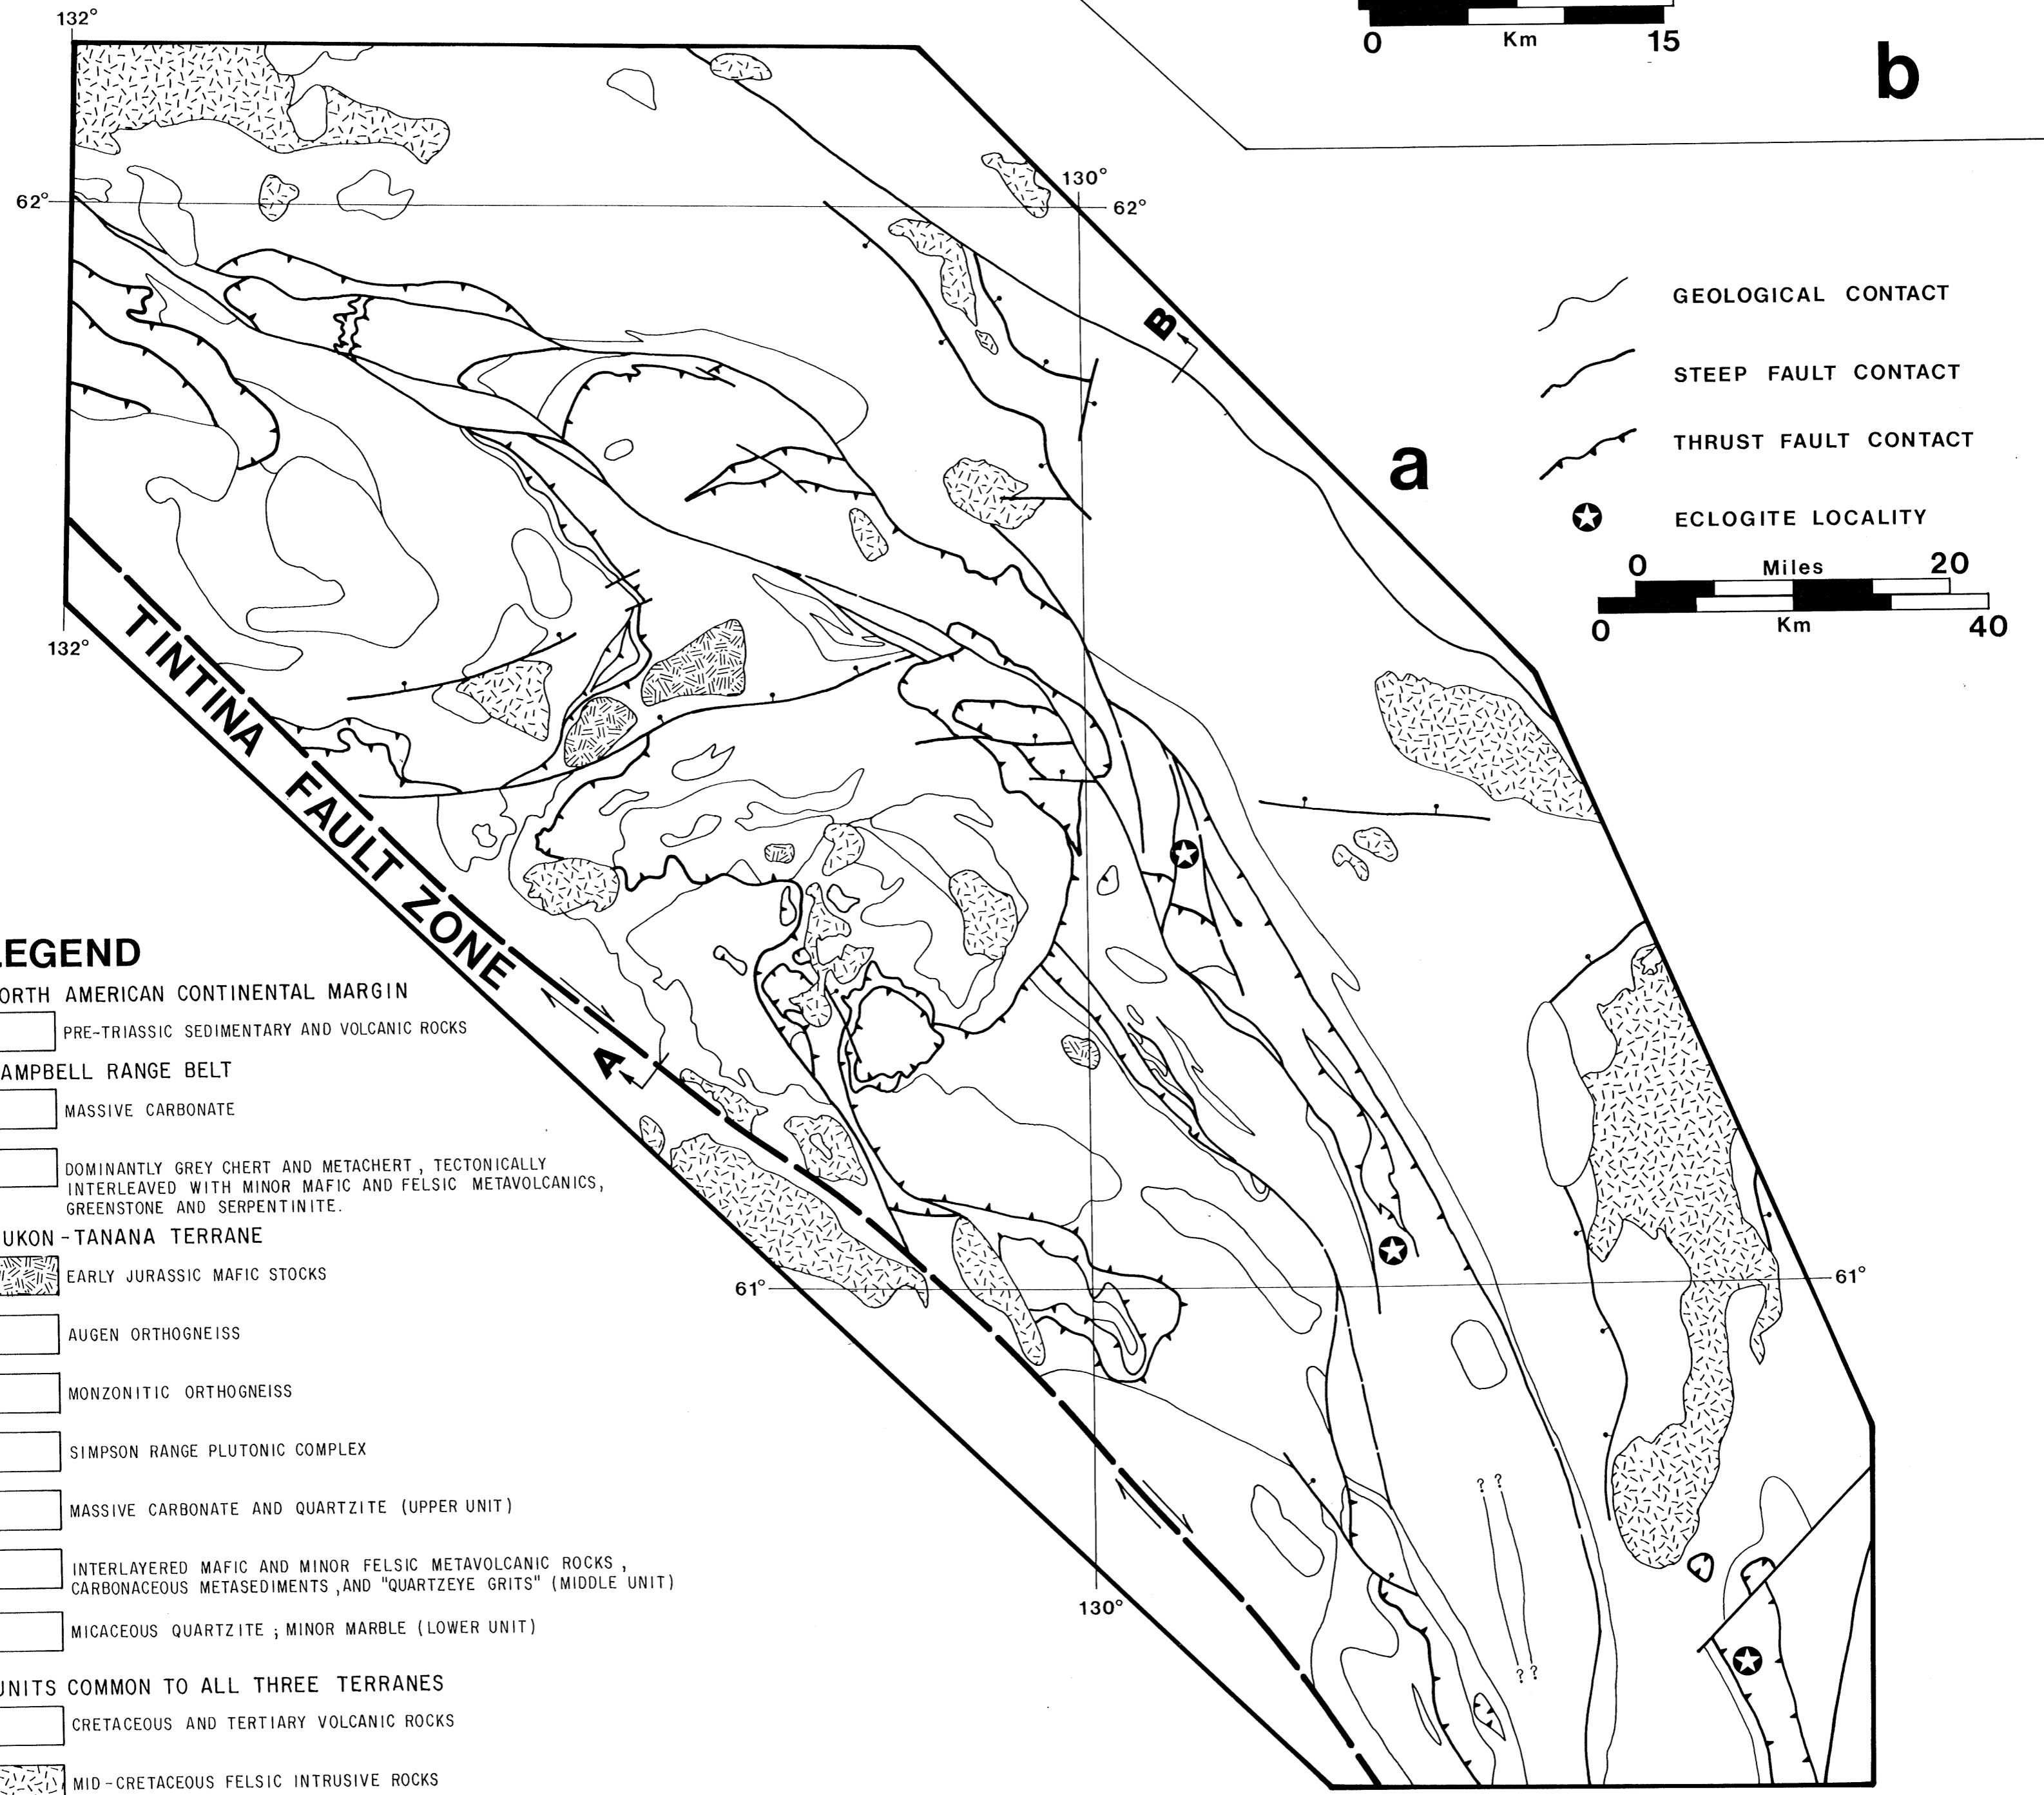 132°
0 Km 15
b
130°
62°
62°
B
GEOLOGICAL CONTACT
STEEP FAULT CONTACT
a
THRUST FAULT CONTACT
ECLOGITE LOCALITY
0 Miles 20
0 Km 40
132°
TINTINA FAULT ZONE
A
61°
61°
130°
? ?
? ?
LEGEND
ORTH AMERICAN CONTINENTAL MARGIN
PRE-TRIASSIC SEDIMENTARY AND VOLCANIC ROCKS
AMPBELL RANGE BELT
MASSIVE CARBONATE
DOMINANTLY GREY CHERT AND METACHERT , TECTONICALLY
INTERLEAVED WITH MINOR MAFIC AND FELSIC METAVOLCANICS,
GREENSTONE AND SERPENTINITE.
UKON-TANANA TERRANE
EARLY JURASSIC MAFIC STOCKS
AUGEN ORTHOGNEISS
MONZONITIC ORTHOGNEISS
SIMPSON RANGE PLUTONIC COMPLEX
MASSIVE CARBONATE AND QUARTZITE (UPPER UNIT)
INTERLAYERED MAFIC AND MINOR FELSIC METAVOLCANIC ROCKS ,
CARBONACEOUS METASEDIMENTS ,AND "QUARTZEYE GRITS" (MIDDLE UNIT)
MICACEOUS QUARTZITE ; MINOR MARBLE (LOWER UNIT)
UNITS COMMON TO ALL THREE TERRANES
CRETACEOUS AND TERTIARY VOLCANIC ROCKS
MID-CRETACEOUS FELSIC INTRUSIVE ROCKS